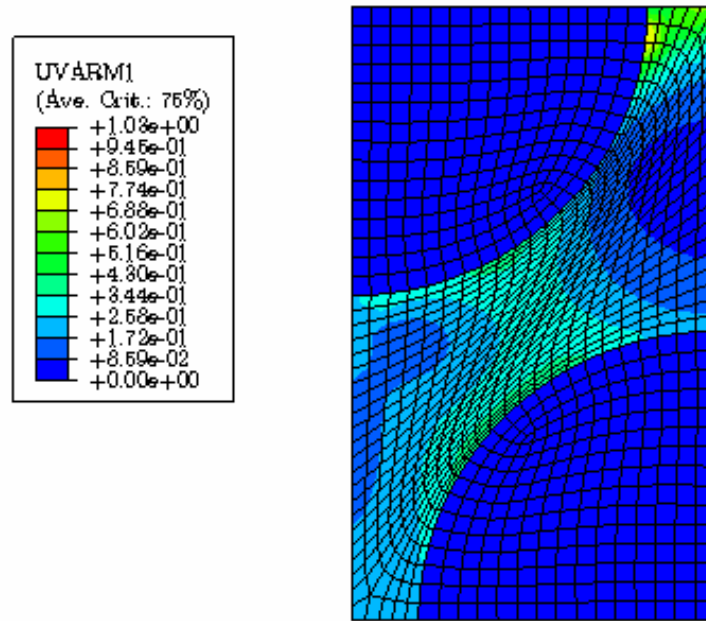 UVARM1
(Ave. Crit.: 75%)
+1.03e+00
+9.45e-01
+8.59e-01
+7.74e-01
+6.88e-01
+6.02e-01
+5.16e-01
+4.30e-01
+3.44e-01
+2.58e-01
+1.72e-01
+8.59e-02
+0.00e+00